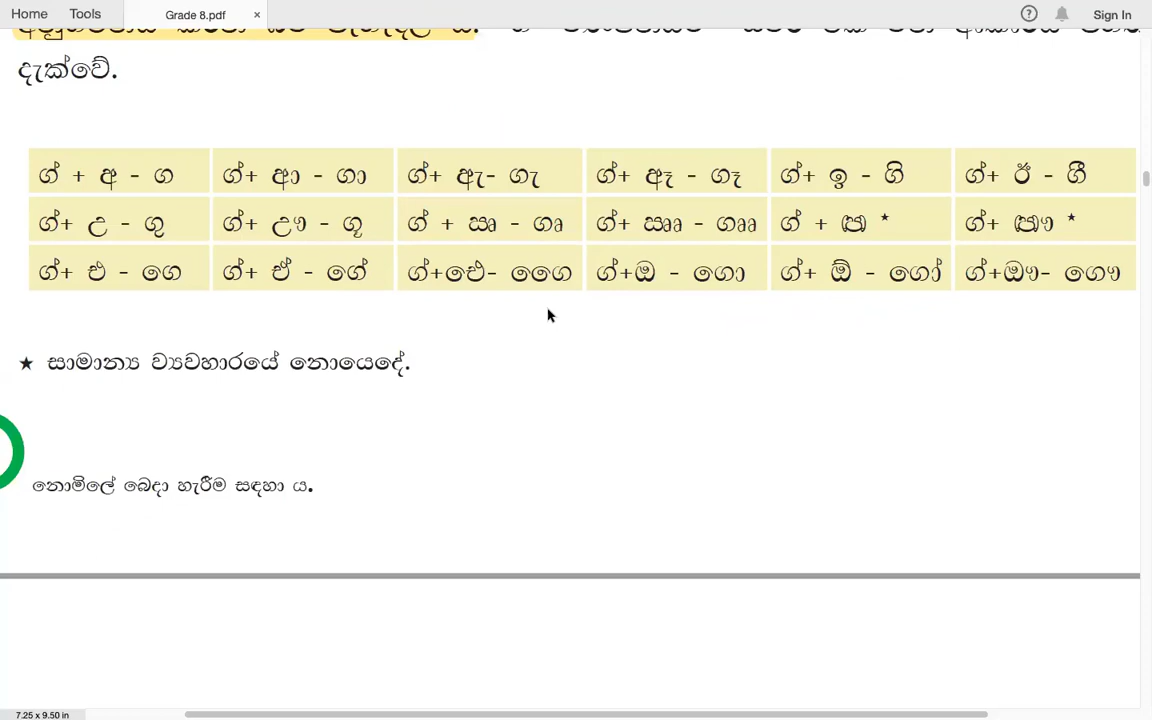 Home Tools Grade 8.pdf × Sign In
දැක්වේ.
ග් + අ - ග ග්+ ආ - ගා ග්+ ඇ- ගැ ග්+ ඈ - ගෑ ග්+ ඉ - ගි ග්+ ඊ - ගී
ග්+ උ - ගු ග්+ ඌ - ගූ ග් + ඍ - ගෘ ග්+ ඎ - ගෲ ග් + ඏ ★ ග්+ ඐ ★
ග්+ එ - ගෙ ග්+ ඒ - ගේ ග්+ඓ- ගෛ ග්+ඔ - ගො ග්+ ඕ - ගෝ ග්+ඖ- ගෞ
★ සාමාන්‍ය ව්‍යවහාරයේ නොයෙදේ.
නොමිලේ බෙදා හැරීම සඳහා ය.
7.25 x 9.50 in